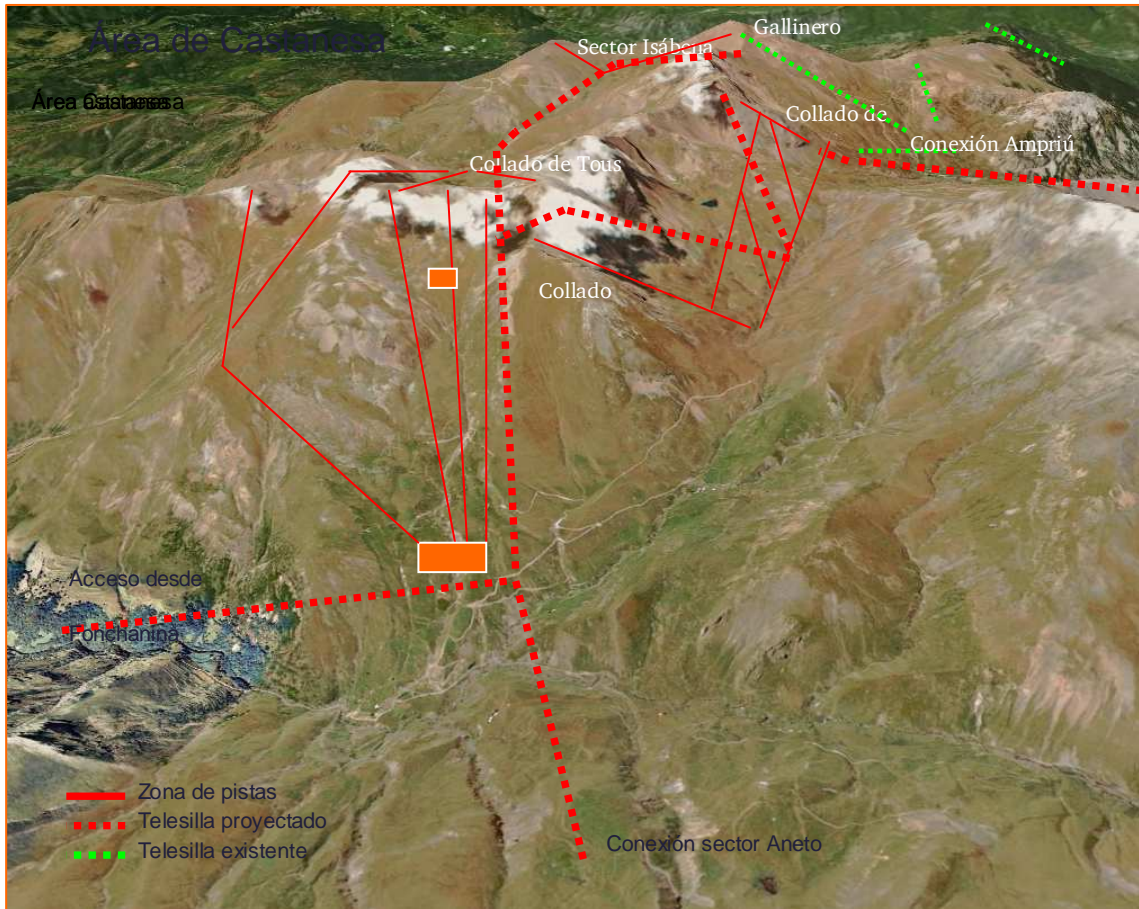 Área de Castanesa
Gallinero
Sector Isábena
Collado de
Conexión Ampriú
Collado de Tous
Collado
Acceso desde
Fonchanina
Zona de pistas
Telesilla proyectado
Telesilla existente
Conexión sector Aneto